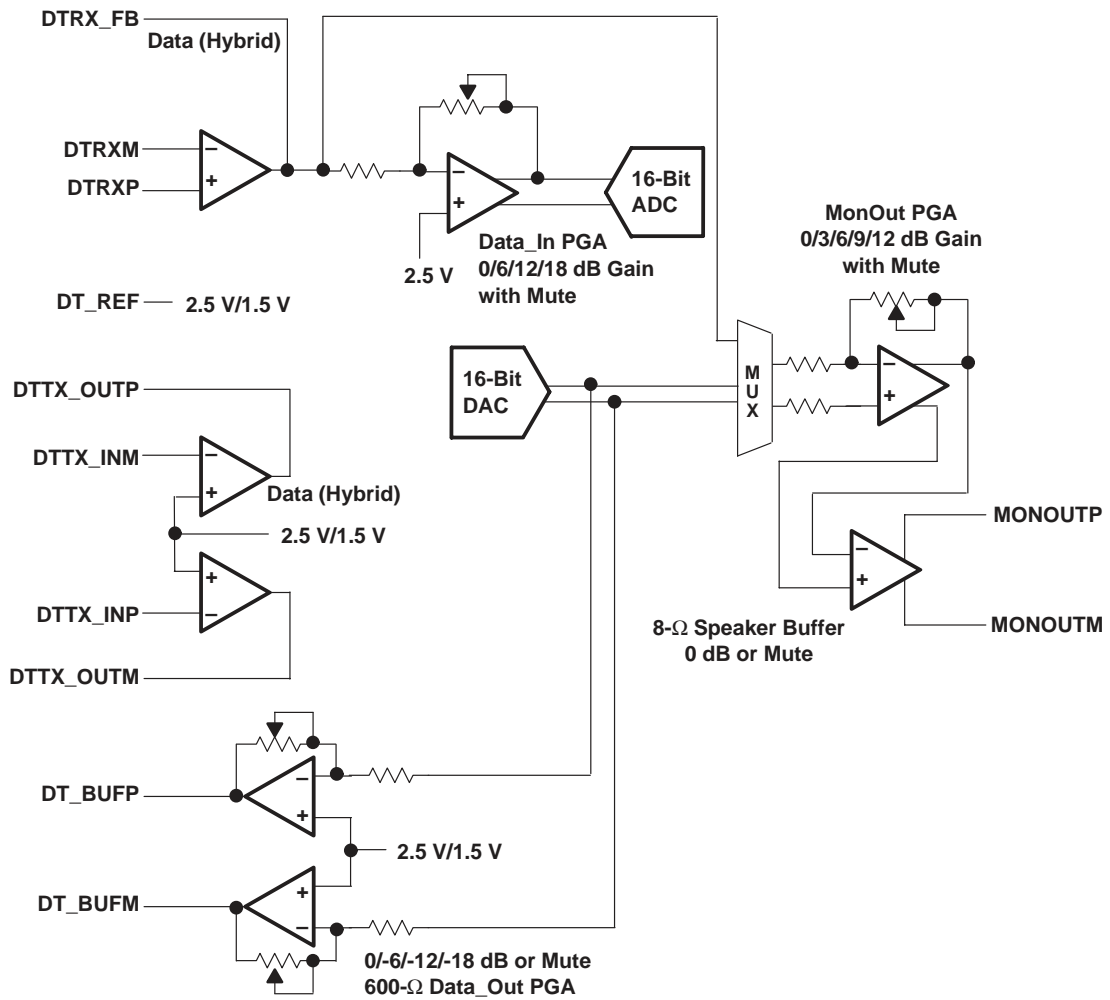 DTRX_FB
Data (Hybrid)
DTRXM
DTRXP
−
+
−
+
16-Bit
ADC
2.5 V
Data_In PGA
0/6/12/18 dB Gain
with Mute
MonOut PGA
0/3/6/9/12 dB Gain
with Mute
DT_REF
2.5 V/1.5 V
16-Bit
DAC
M
U
X
−
+
DTTX_OUTP
DTTX_INM
−
+
Data (Hybrid)
2.5 V/1.5 V
+
−
DTTX_INP
DTTX_OUTM
−
+
MONOUTP
MONOUTM
8-Ω Speaker Buffer
0 dB or Mute
DT_BUFP
−
+
2.5 V/1.5 V
DT_BUFM
+
−
0/-6/-12/-18 dB or Mute
600-Ω Data_Out PGA